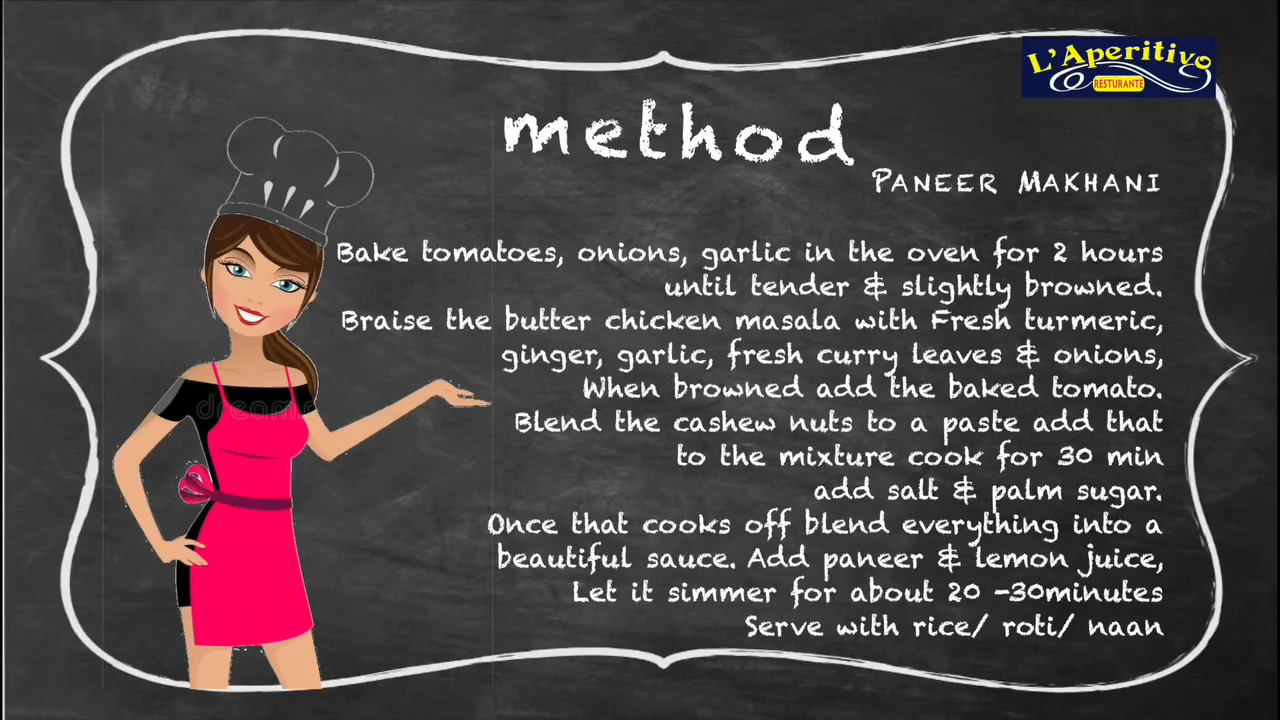 L'Aperitivo
RESTURANTE
method
PANEER MAKHANI
Bake tomatoes, onions, garlic in the oven for 2 hours
until tender & slightly browned.
Braise the butter chicken masala with Fresh turmeric,
ginger, garlic, fresh curry leaves & onions,
When browned add the baked tomato.
Blend the cashew nuts to a paste add that
to the mixture cook for 30 min
add salt & palm sugar.
Once that cooks off blend everything into a
beautiful sauce. Add paneer & lemon juice,
Let it simmer for about 20 -30minutes
Serve with rice/ roti/ naan